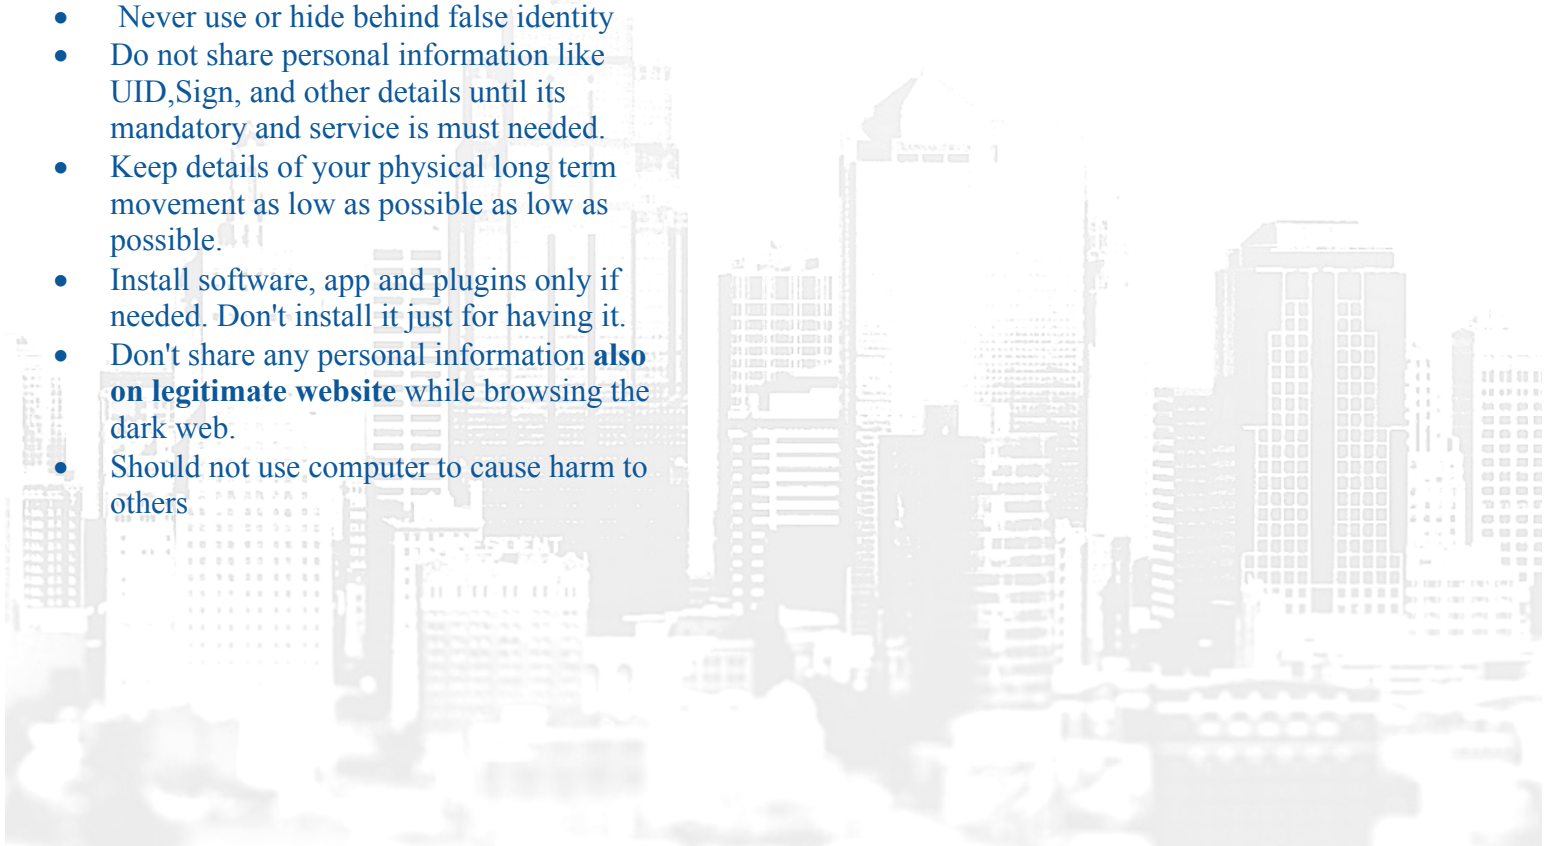 • Never use or hide behind false identity
• Do not share personal information like
UID,Sign, and other details until its
mandatory and service is must needed.
• Keep details of your physical long term
movement as low as possible as low as
possible.
• Install software, app and plugins only if
needed. Don't install it just for having it.
• Don't share any personal information also
on legitimate website while browsing the
dark web.
• Should not use computer to cause harm to
others